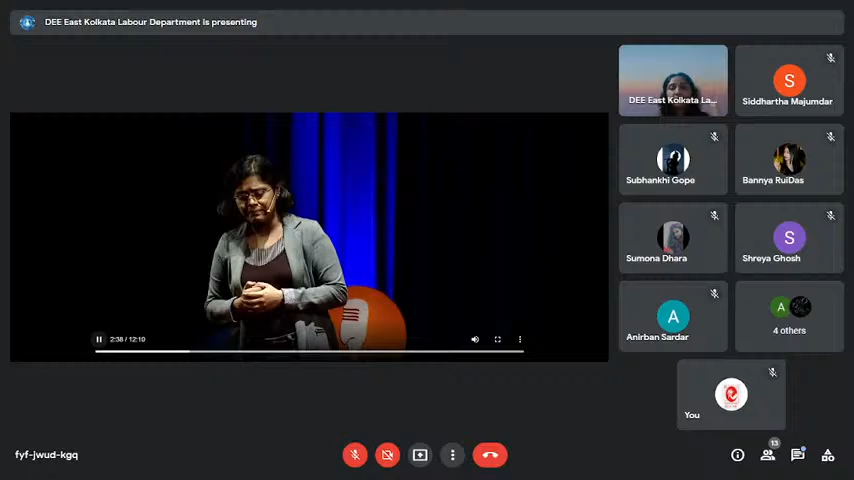 DEE East Kolkata Labour Department is presenting
DEE East Kolkata La...
Siddhartha Majumdar
S
Subhankhi Gope
Bannya RuiDas
Sumona Dhara
S
Shreya Ghosh
A
Anirban Sardar
A
4 others
You
2:38 / 12:10
fyf-jwud-kgq
13